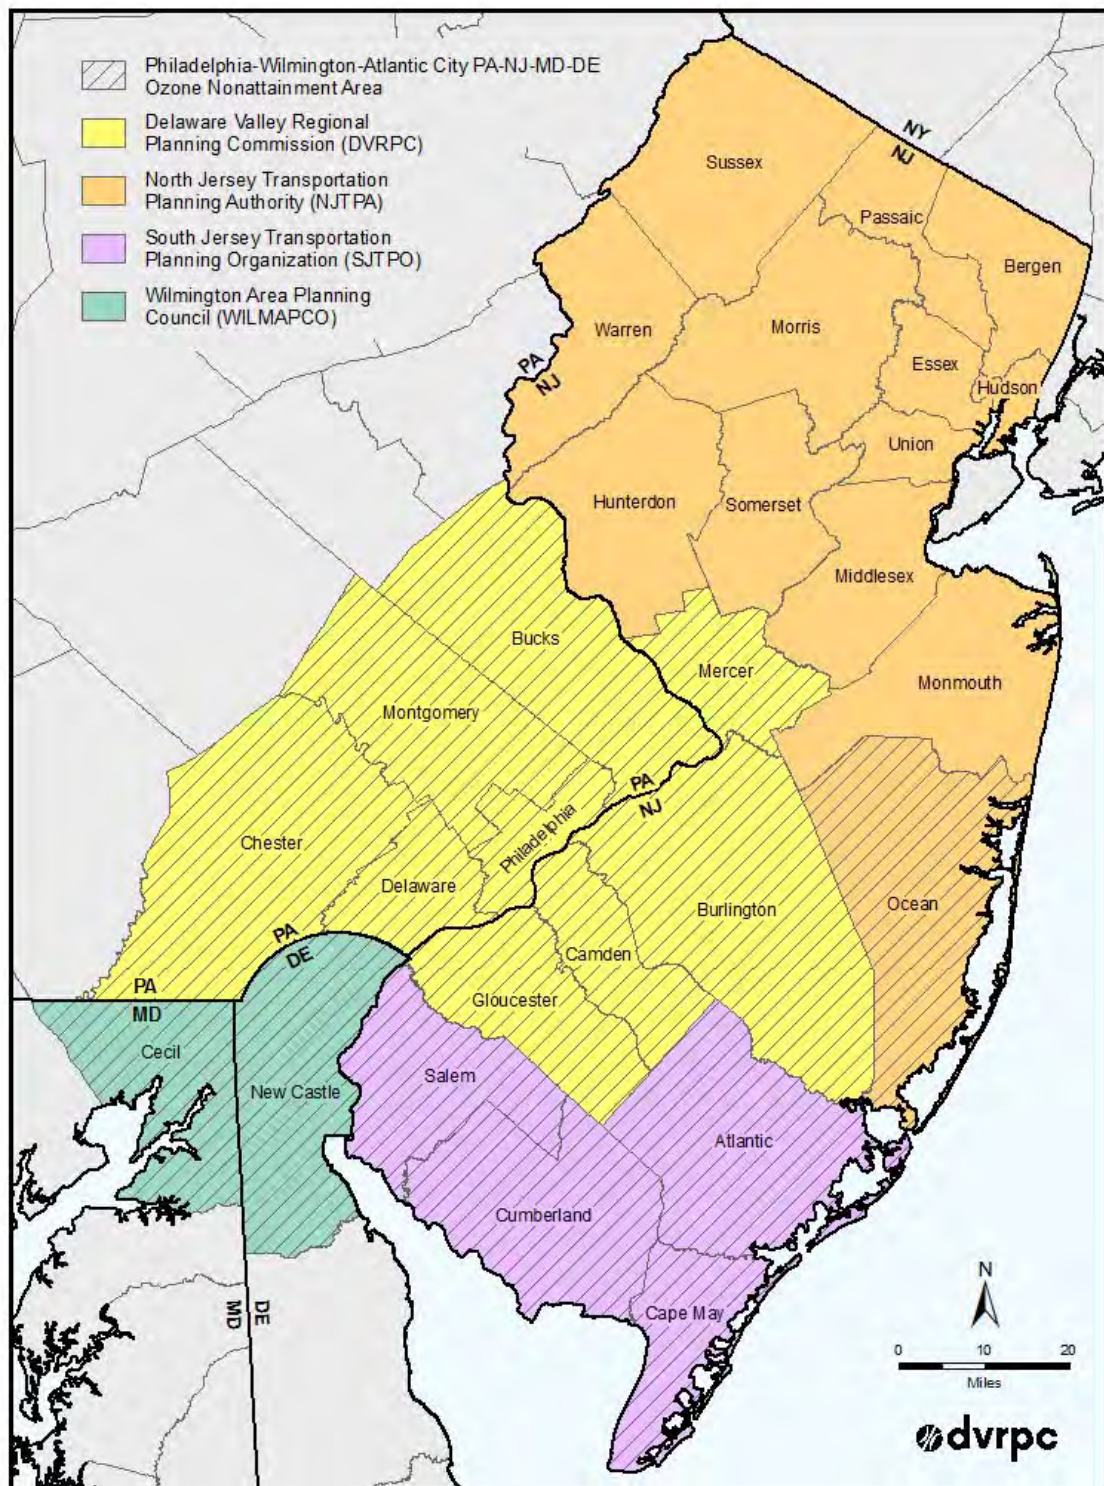 Philadelphia-Wilmington-Atlantic City PA-NJ-MD-DE
Ozone Nonattainment Area
Delaware Valley Regional
Planning Commission (DVRPC)
North Jersey Transportation
Planning Authority (NJTPA)
South Jersey Transportation
Planning Organization (SJTPO)
Wilmington Area Planning
Council (WILMAPCO)
NY
NJ
Sussex
Passaic
Bergen
Warren
Morris
PA
NJ
Essex
Hudson
Union
Hunterdon
Somerset
Middlesex
Bucks
Mercer
Monmouth
Montgomery
PA
NJ
Philadelphia
Chester
Delaware
Ocean
Burlington
PA
DE
Camden
PA
MD
Gloucester
Cecil
New Castle
Salem
Atlantic
Cumberland
Cape May
MD
DE
N
0 10 20
Miles
dvrpc